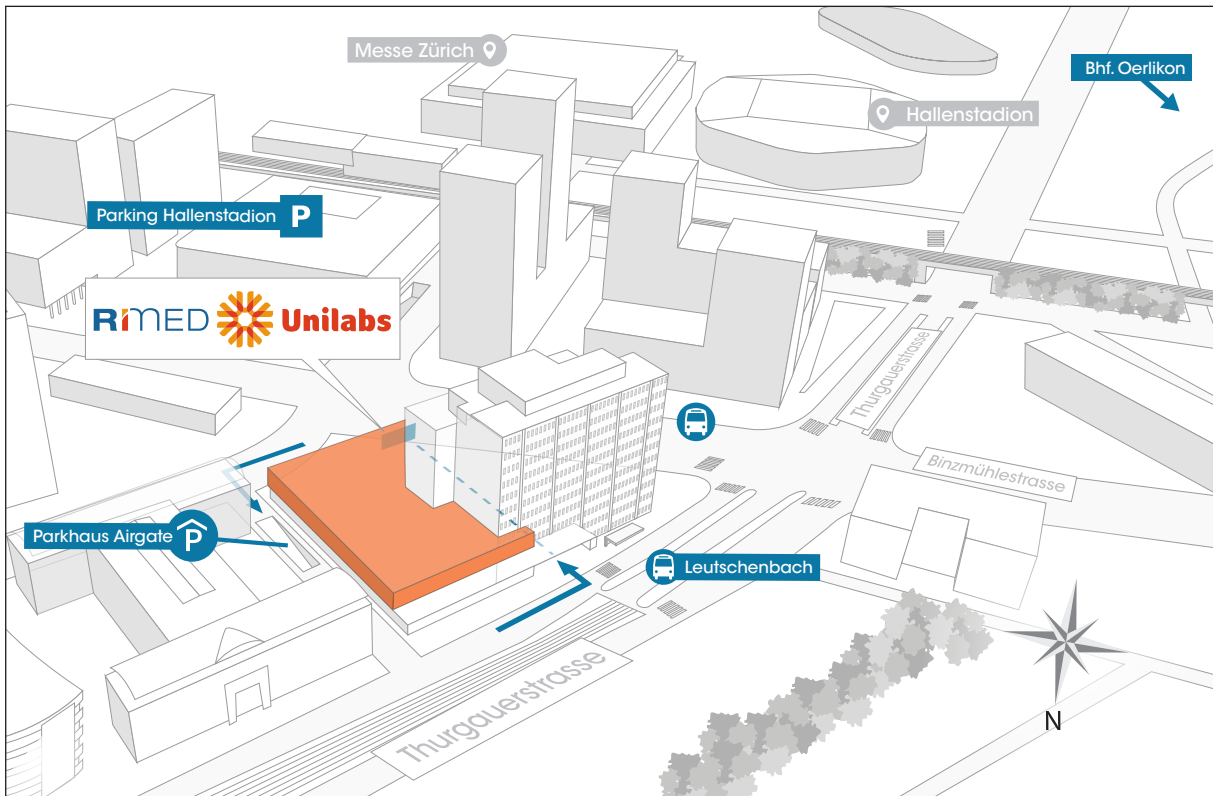 Messe Zürich
Bhf. Oerlikon
Hallenstadion
Parking Hallenstadion P
RIMED Unilabs
Thurgauerstrasse
Binzmühlestrasse
Parkhaus Airgate P
Leutschenbach
Thurgauerstrasse
N